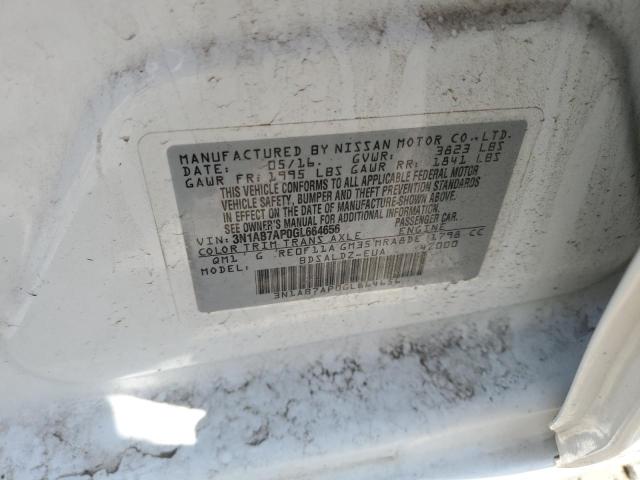 MANUFACTURED BY NISSAN MOTOR CO.,LTD.
DATE: 05/16. GVWR: 3823 LBS
GAWR FR: 1995 LBS GAWR RR: 1841 LBS
THIS VEHICLE CONFORMS TO ALL APPLICABLE FEDERAL MOTOR
VEHICLE SAFETY, BUMPER AND THEFT PREVENTION STANDARDS
IN EFFECT ON THE DATE OF MANUFACTURE SHOWN ABOVE.
SEE OWNER'S MANUAL FOR ADDITIONAL INFORMATION
VIN: 3N1AB7AP0GL664656 PASSENGER CAR
COLOR TRIM TRANS AXLE ENGINE
QM1 G RE0F11A GM35 MRA8DE 1798 CC
MODEL: BDSALDZ-EUA 42000
3N1AB7AP0GL664656